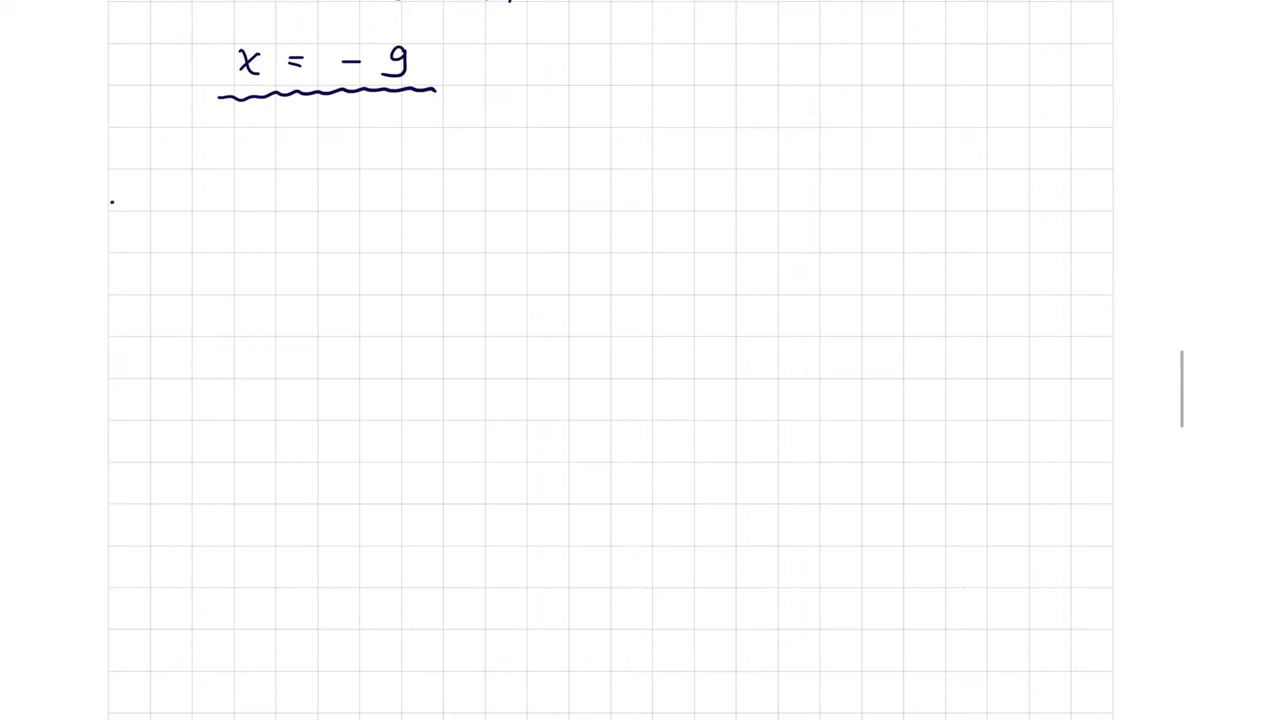 x = - 9